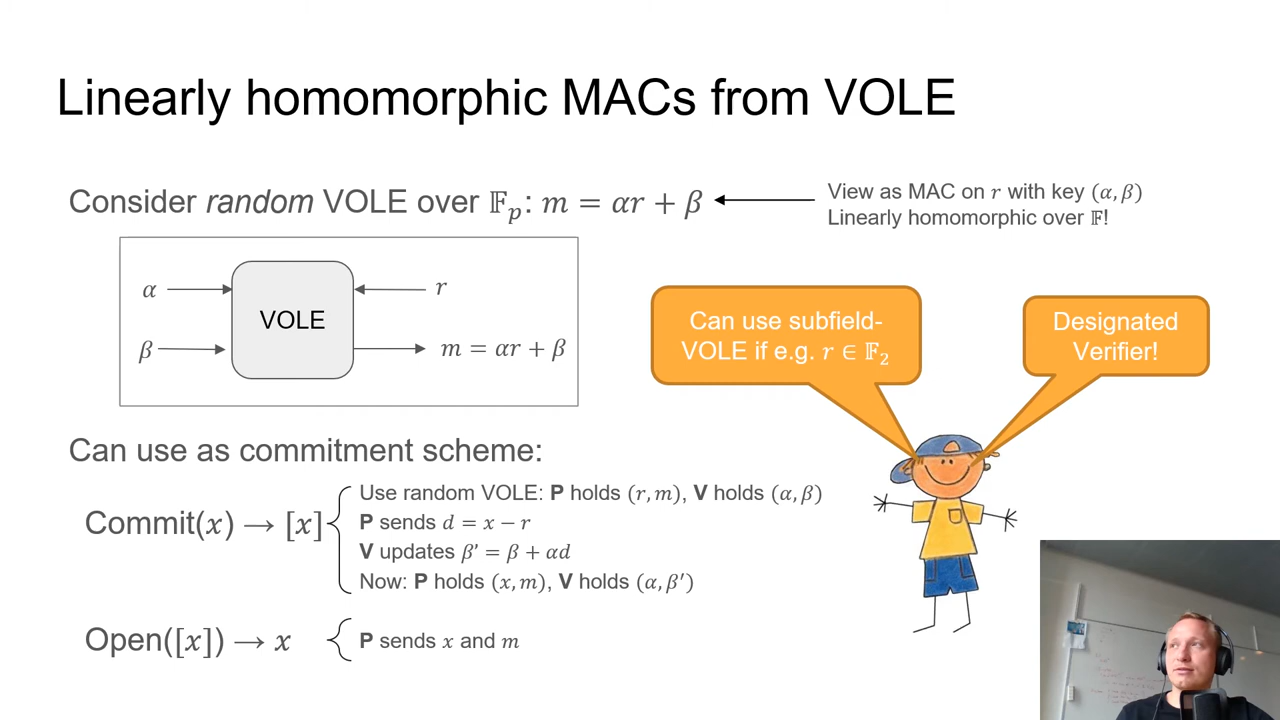 Linearly homomorphic MACs from VOLE
Consider random VOLE over 𝔽ₚ: m = αr + β
View as MAC on r with key (α, β)
Linearly homomorphic over 𝔽!
α
r
VOLE
β
m = αr + β
Can use subfield-
VOLE if e.g. r ∈ 𝔽₂
Designated
Verifier!
Can use as commitment scheme:
Commit(x) → [x]
Use random VOLE: P holds (r, m), V holds (α, β)
P sends d = x − r
V updates β' = β + αd
Now: P holds (x, m), V holds (α, β′)
Open([x]) → x
P sends x and m